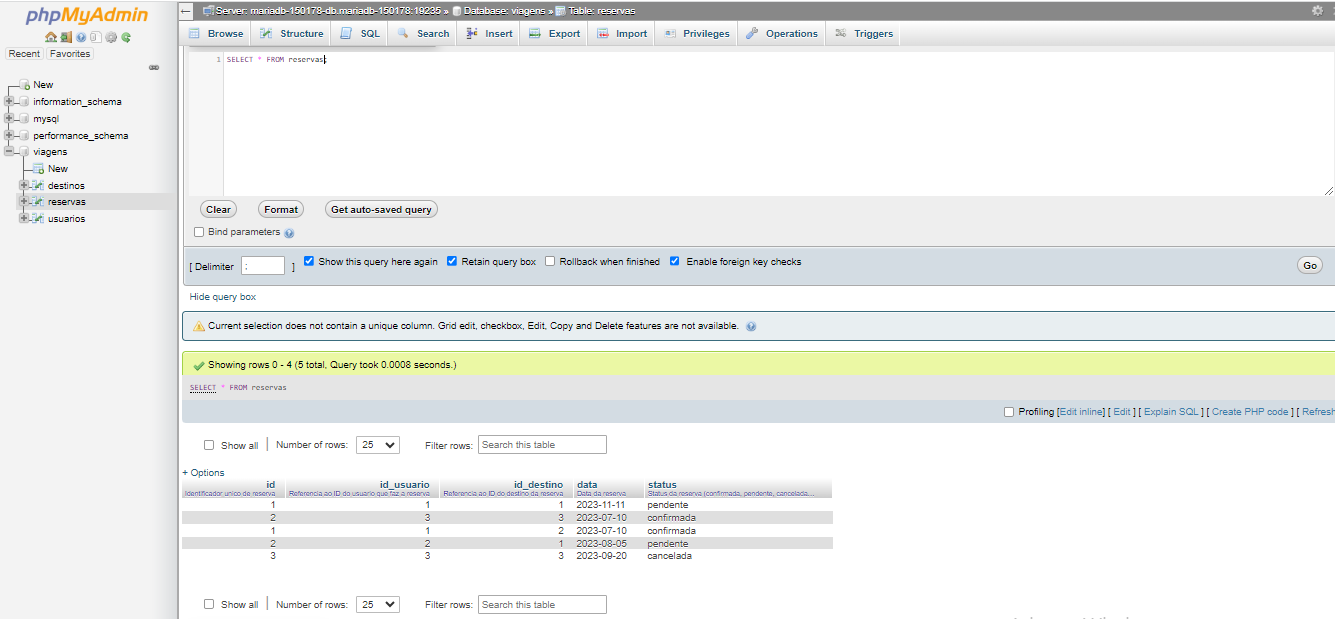 phpMyAdmin
Recent Favorites
New
information_schema
mysql
performance_schema
viagens
New
destinos
reservas
usuarios
Server: mariadb-150178-db.mariadb-150178:19235 » Database: viagens » Table: reservas
Browse Structure SQL Search Insert Export Import Privileges Operations Triggers
1 SELECT * FROM reservas;
Clear Format Get auto-saved query
Bind parameters
[ Delimiter ; ] Show this query here again Retain query box Rollback when finished Enable foreign key checks Go
Hide query box
Current selection does not contain a unique column. Grid edit, checkbox, Edit, Copy and Delete features are not available.
Showing rows 0 - 4 (5 total, Query took 0.0008 seconds.)
SELECT * FROM reservas
Profiling [Edit inline] [ Edit ] [ Explain SQL ] [ Create PHP code ] [ Refresh
Show all Number of rows: 25 Filter rows: Search this table
+ Options
id id_usuario id_destino data status
Identificador unico de reserva Referencia ao ID do usuario que faz a reserva Referencia ao ID do destino da reserva Data da reserva Status da reserva (confirmada, pendente, cancelada...
1 1 1 2023-11-11 pendente
2 3 3 2023-07-10 confirmada
1 1 2 2023-07-10 confirmada
2 2 1 2023-08-05 pendente
3 3 3 2023-09-20 cancelada
Show all Number of rows: 25 Filter rows: Search this table